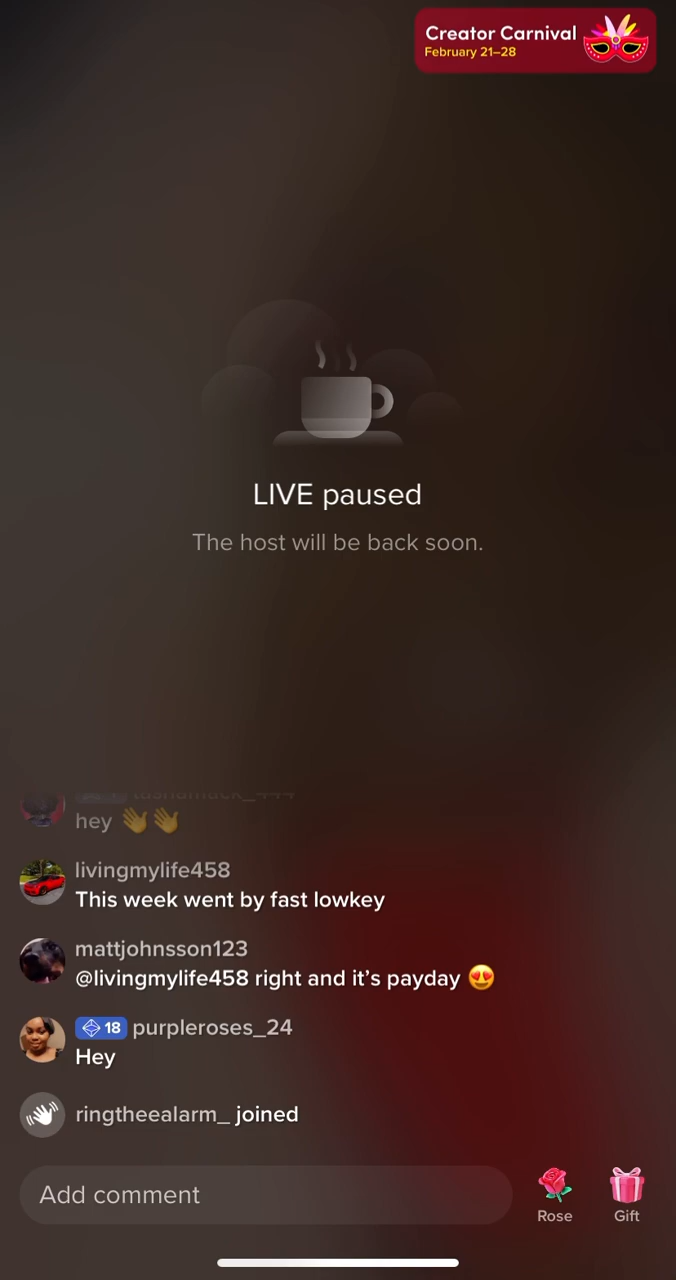 Creator Carnival
February 21–28
LIVE paused
The host will be back soon.
hey 👋👋
livingmylife458
This week went by fast lowkey
mattjohnsson123
@livingmylife458 right and it’s payday 😍
18 purpleroses_24
Hey
ringtheealarm_ joined
Add comment
Rose
Gift